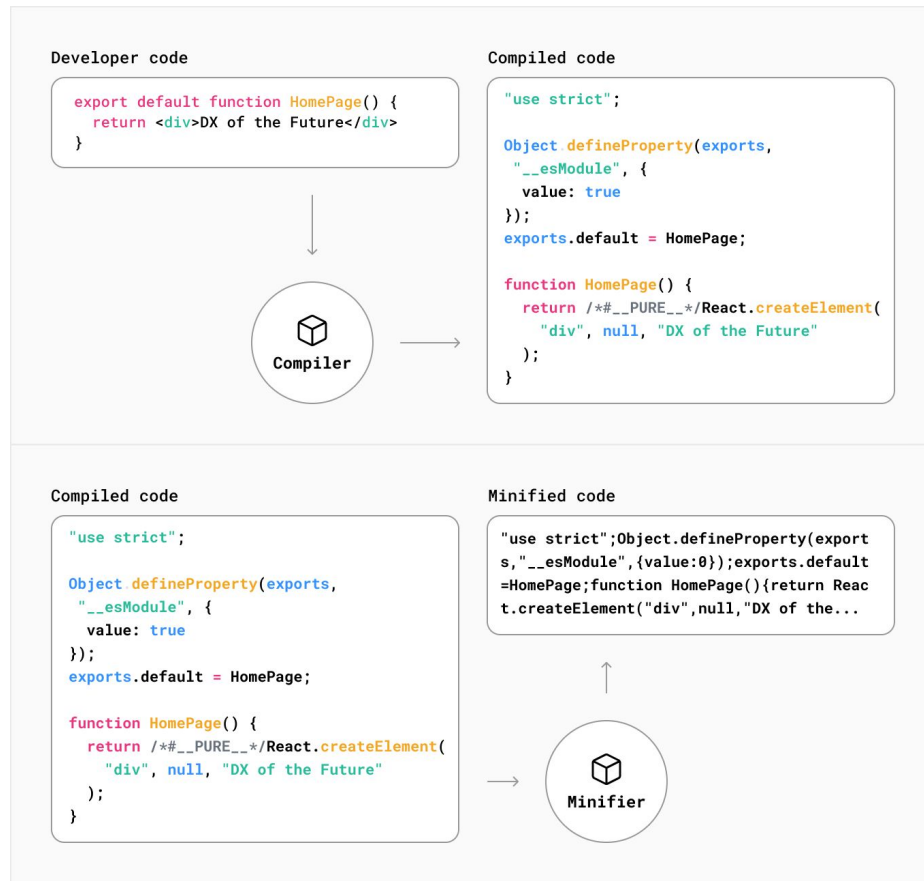 Developer code
export default function HomePage() {
return <div>DX of the Future</div>
}
Compiler
Compiled code
"use strict";
Object.defineProperty(exports,
"__esModule", {
value: true
});
exports.default = HomePage;
function HomePage() {
return /*#__PURE__*/React.createElement(
"div", null, "DX of the Future"
);
}
Compiled code
"use strict";
Object.defineProperty(exports,
"__esModule", {
value: true
});
exports.default = HomePage;
function HomePage() {
return /*#__PURE__*/React.createElement(
"div", null, "DX of the Future"
);
}
Minifier
Minified code
"use strict";Object.defineProperty(export
s,"__esModule",{value:0});exports.default
=HomePage;function HomePage(){return Reac
t.createElement("div",null,"DX of the...